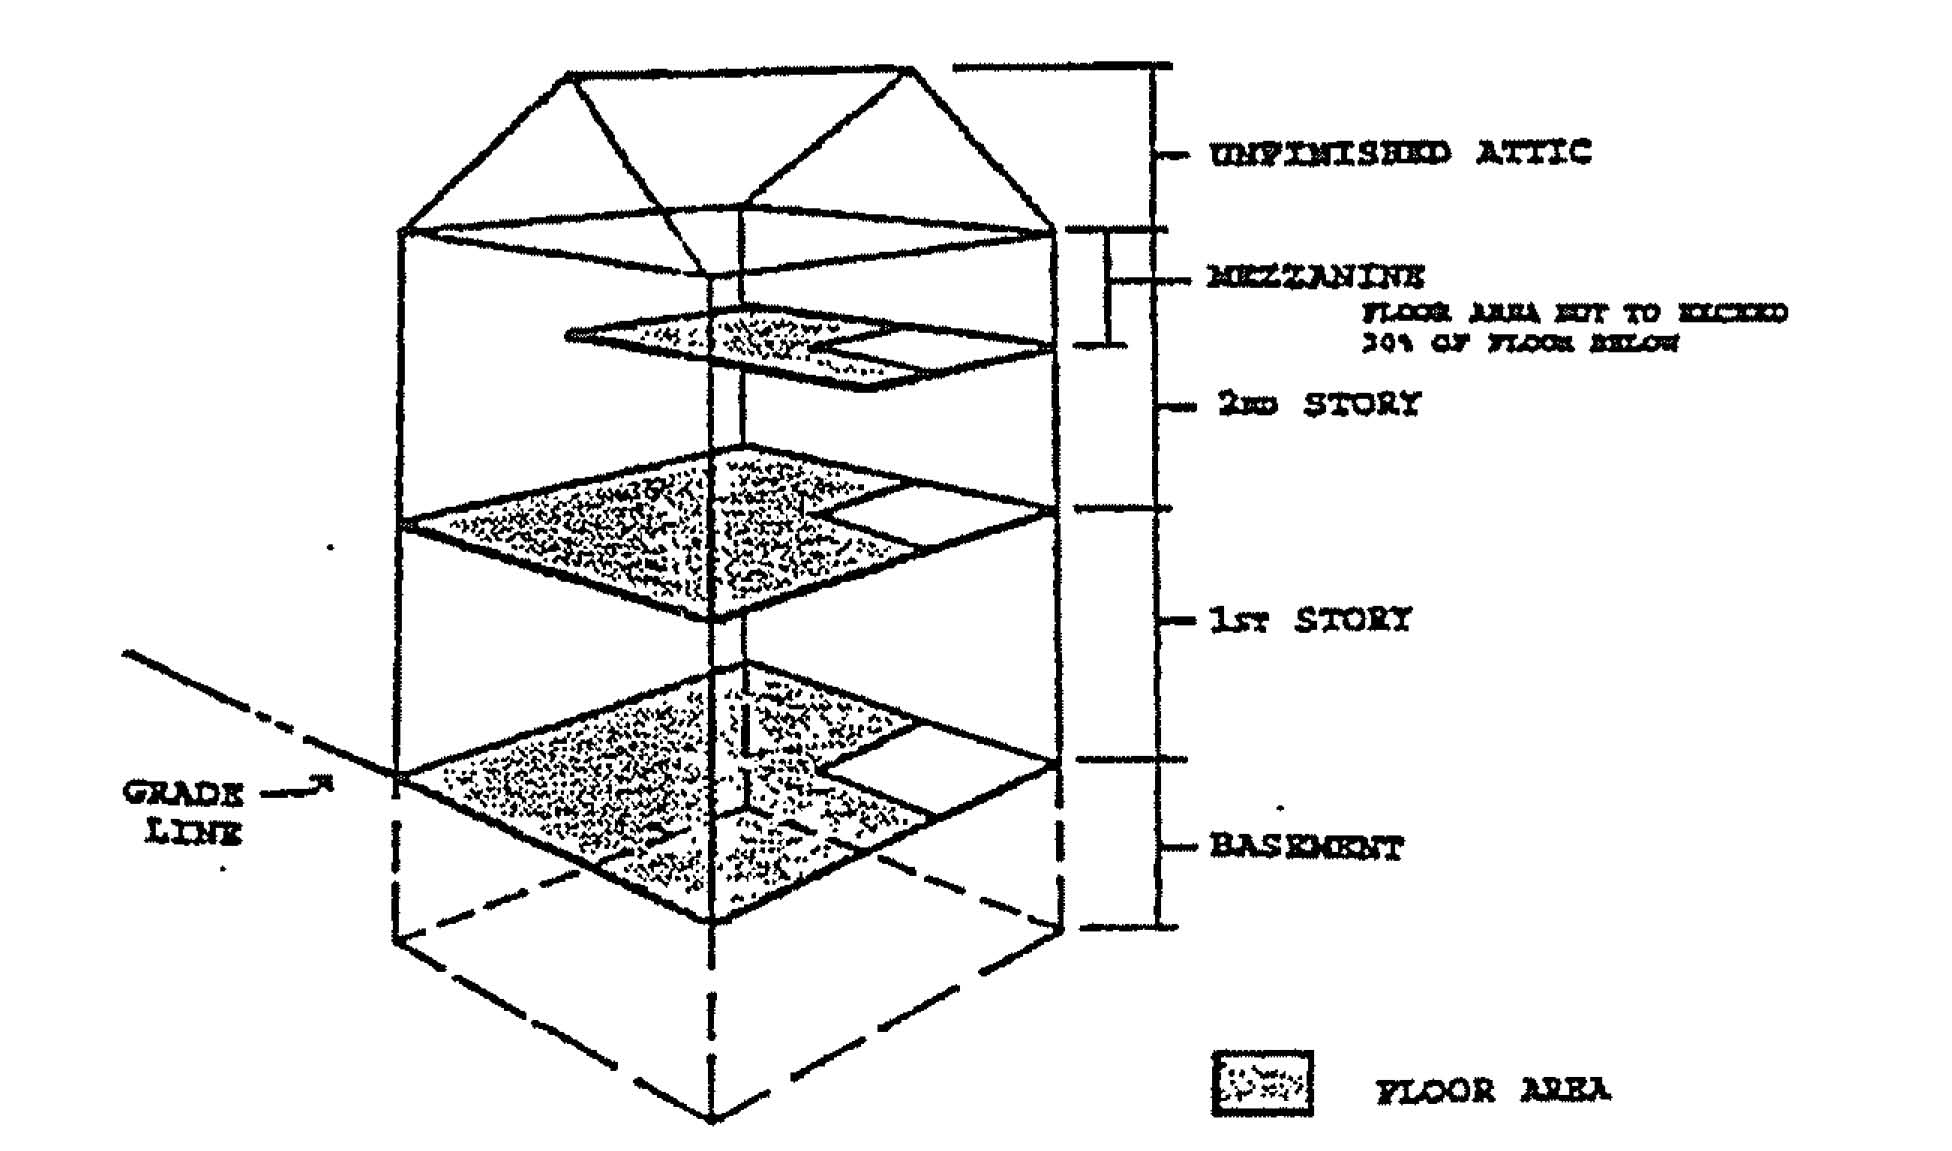 UNFINISHED ATTIC
MEZZANINE
FLOOR AREA NOT TO EXCEED
OF FLOOR BELOW
2ND STORY
1ST STORY
GRADE
LINE
BASEMENT
FLOOR AREA